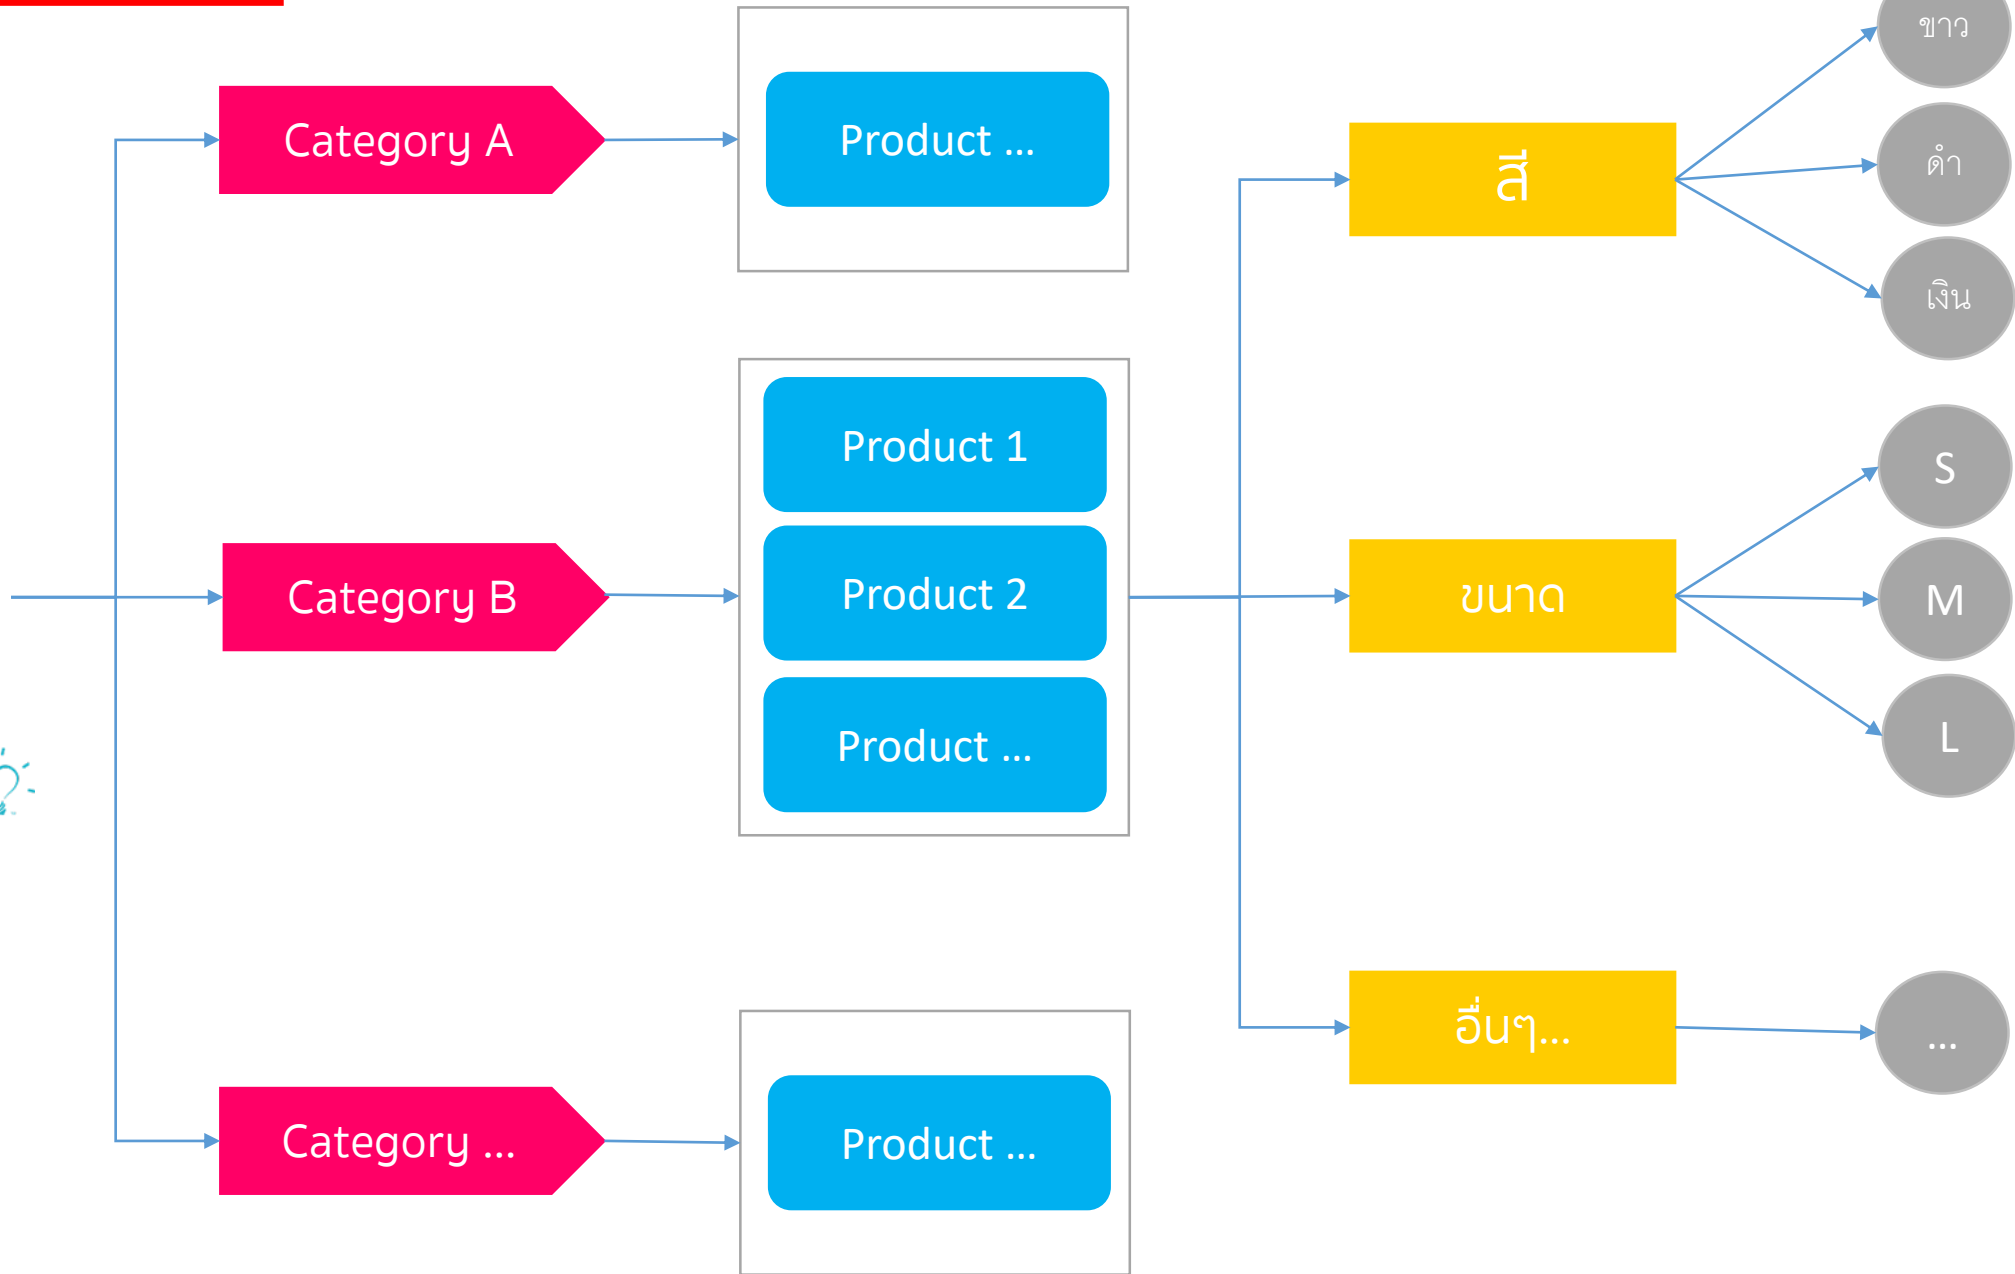 Category A
Product ...
สี
ขาว
ดำ
เงิน
Category B
Product 1
Product 2
Product ...
ขนาด
S
M
L
Category ...
Product ...
อื่นๆ...
...